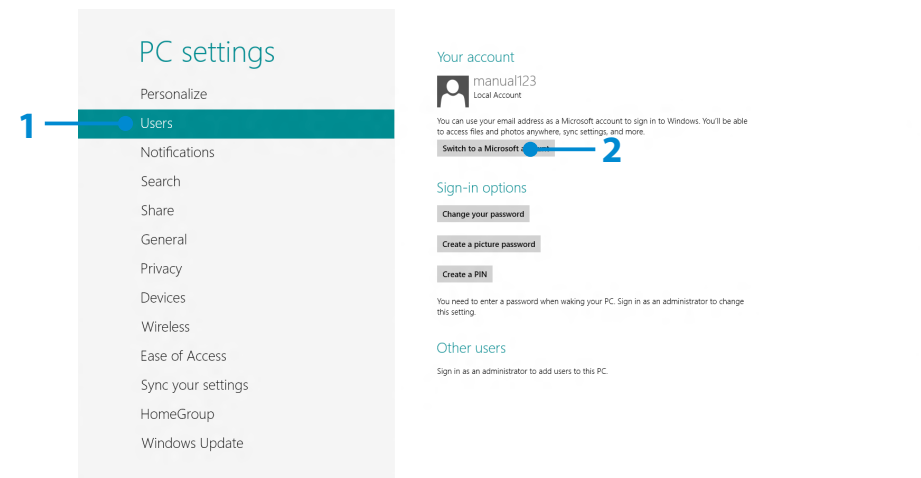 PC settings
Personalize
1
Users
Notifications
Search
Share
General
Privacy
Devices
Wireless
Ease of Access
Sync your settings
HomeGroup
Windows Update
Your account
manual123
Local Account
You can use your email address as a Microsoft account to sign in to Windows. You'll be able
to access files and photos anywhere, sync settings, and more.
Switch to a Microsoft account
2
Sign-in options
Change your password
Create a picture password
Create a PIN
You need to enter a password when waking your PC. Sign in as an administrator to change
this setting.
Other users
Sign in as an administrator to add users to this PC.